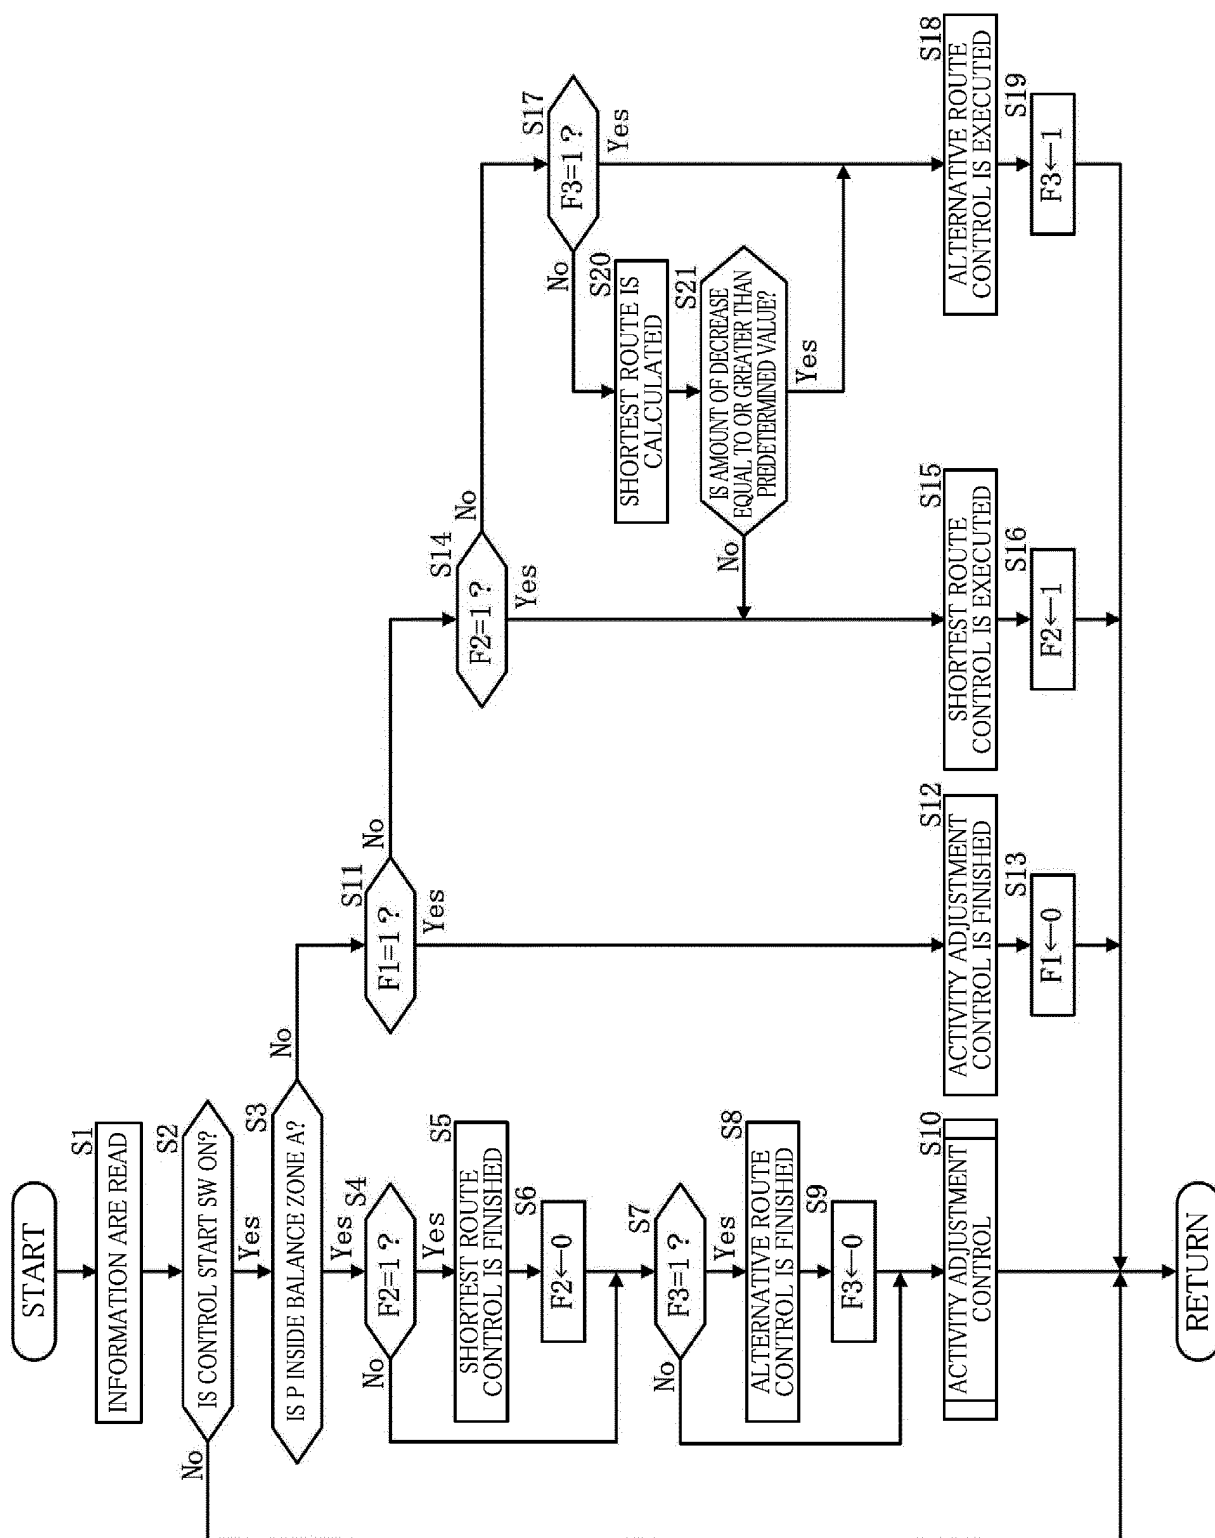 START
S1
INFORMATION ARE READ
S2
IS CONTROL START SW ON?
No
Yes
S3
IS P INSIDE BALANCE ZONE A?
No
Yes
S4
F2=1 ?
No
Yes
S5
SHORTEST ROUTE
CONTROL IS FINISHED
S6
F2←0
S7
F3=1 ?
No
Yes
S8
ALTERNATIVE ROUTE
CONTROL IS FINISHED
S9
F3←0
S10
ACTIVITY ADJUSTMENT
CONTROL
S11
F1=1 ?
No
Yes
S12
ACTIVITY ADJUSTMENT
CONTROL IS FINISHED
S13
F1←0
S14
F2=1 ?
No
Yes
S15
SHORTEST ROUTE
CONTROL IS EXECUTED
S16
F2←1
S17
F3=1 ?
No
Yes
S20
SHORTEST ROUTE IS
CALCULATED
S21
IS AMOUNT OF DECREASE
EQUAL TO OR GREATER THAN
PREDETERMINED VALUE?
No
Yes
S18
ALTERNATIVE ROUTE
CONTROL IS EXECUTED
S19
F3←1
RETURN